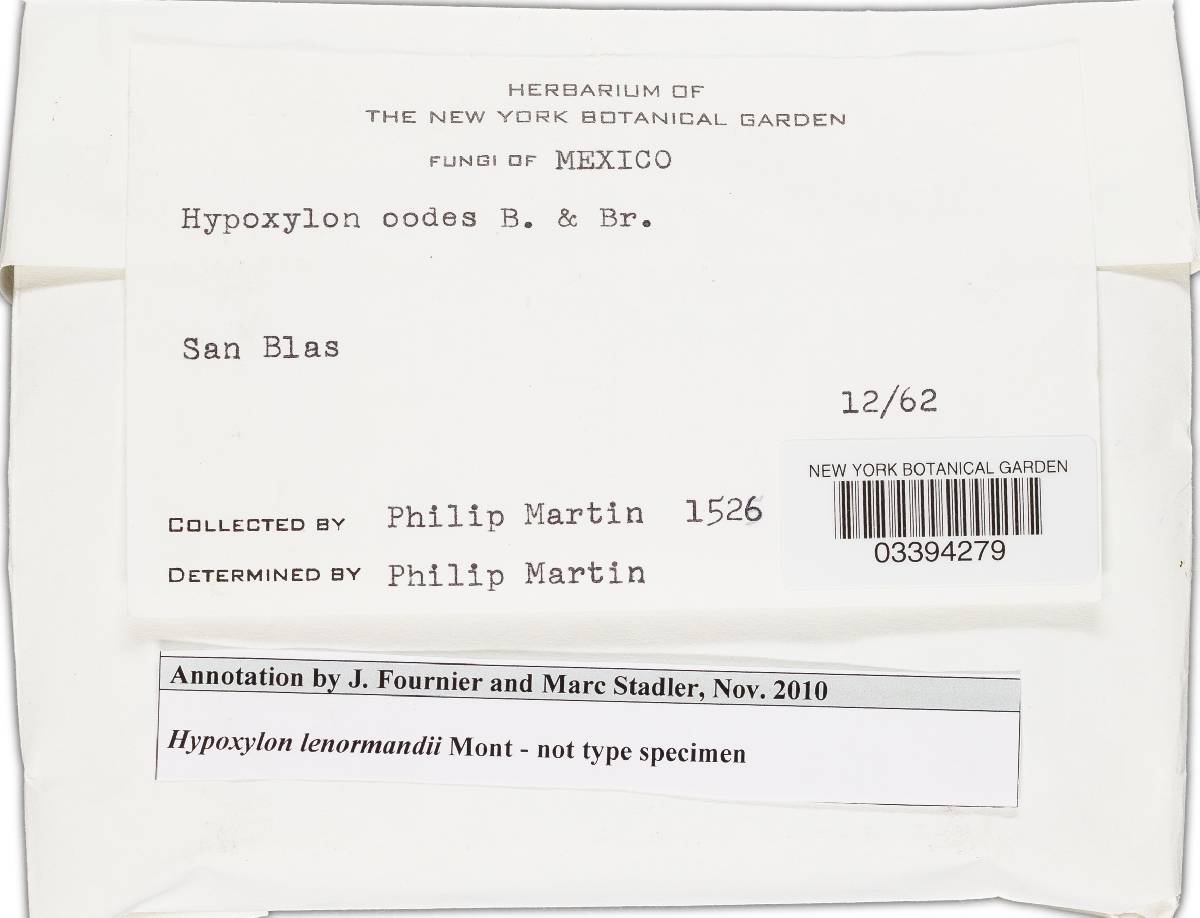 HERBARIUM OF
THE NEW YORK BOTANICAL GARDEN
FUNGI OF MEXICO
Hypoxylon oodes B. & Br.
San Blas
12/62
NEW YORK BOTANICAL GARDEN
03394279
COLLECTED BY Philip Martin 1526
DETERMINED BY Philip Martin
Annotation by J. Fournier and Marc Stadler, Nov. 2010
Hypoxylon lenormandii Mont - not type specimen